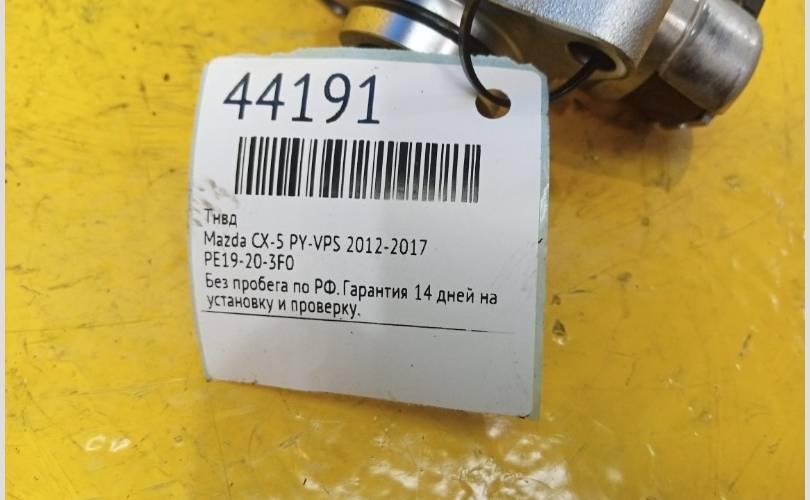 44191
Тнвд
Mazda CX-5 PY-VPS 2012-2017
PE19-20-3F0
Без пробега по РФ. Гарантия 14 дней на
установку и проверку.